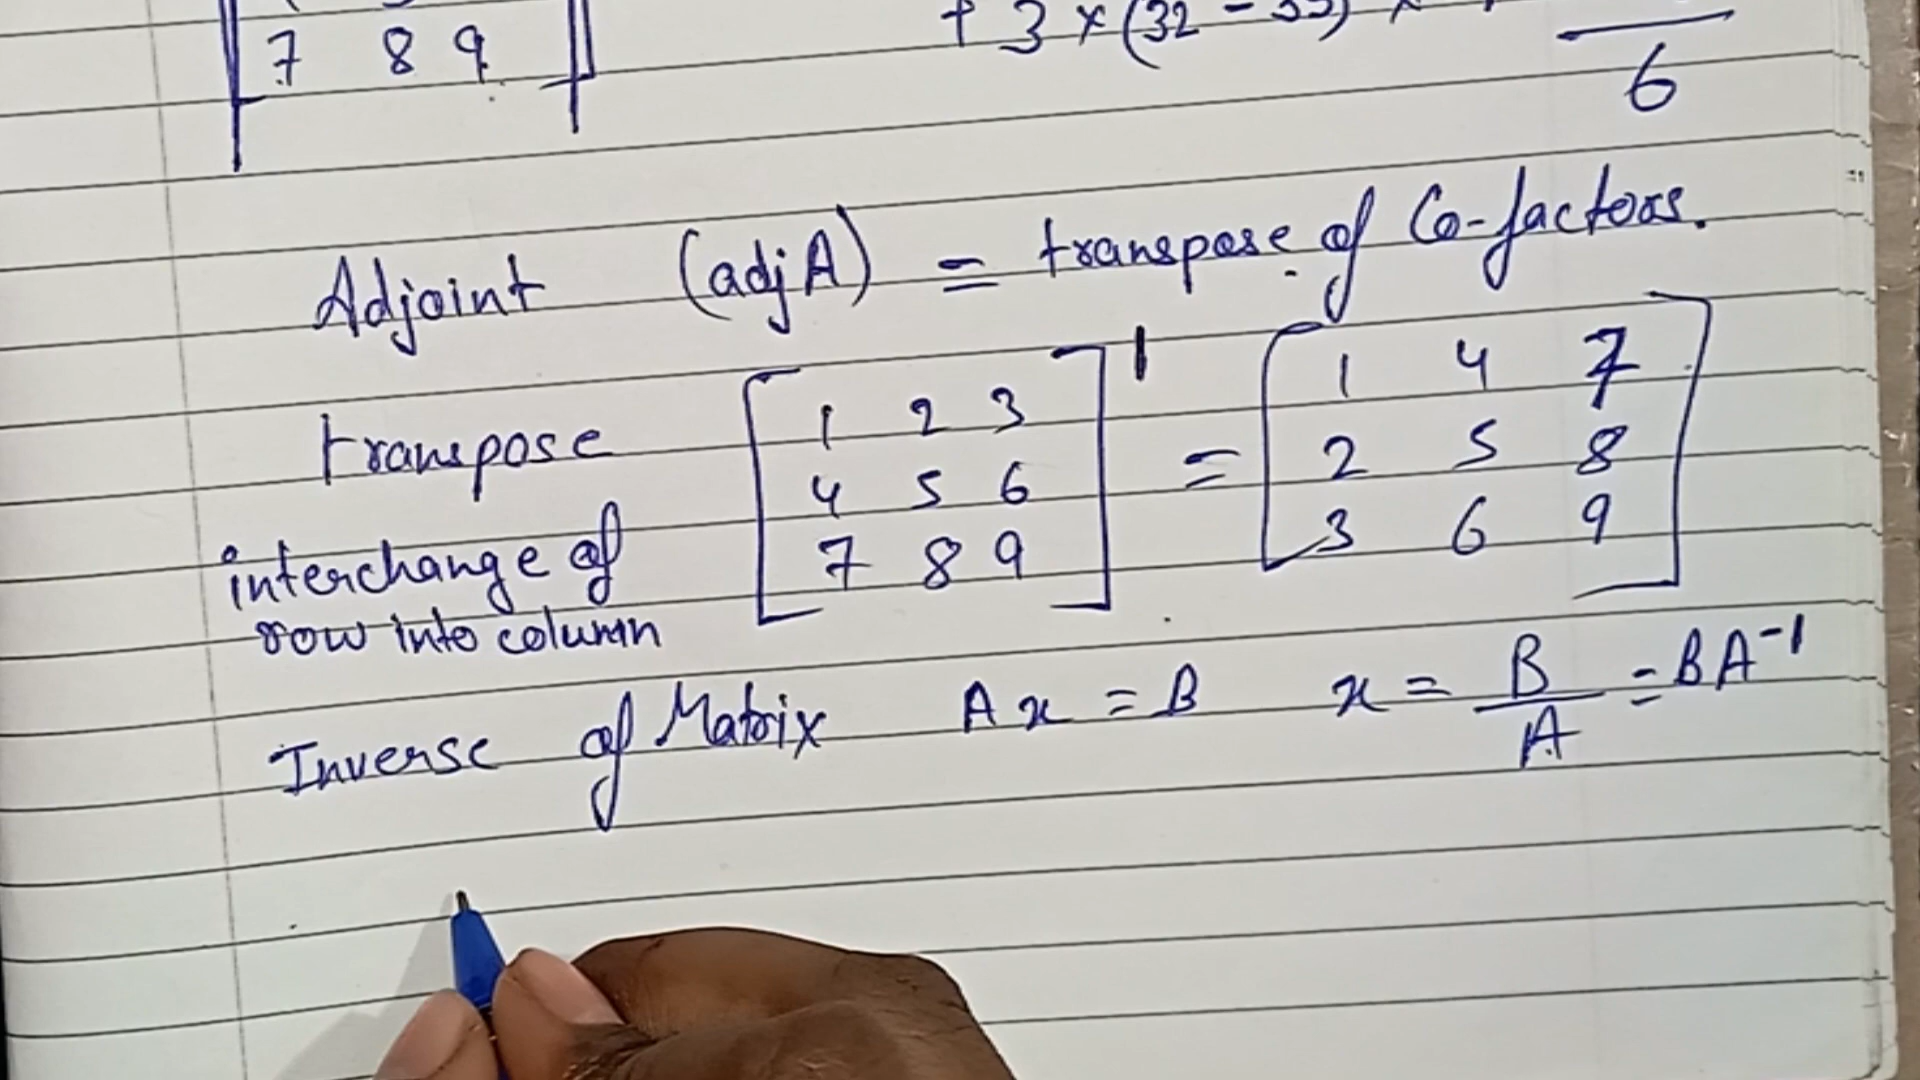 7 8 9
+ 3 × (32 - 35) ×
6
Adjoint (adj A) = transpose of Co-factors.
transpose [1 2 3
4 5 6
7 8 9]' = [1 4 7
2 5 8
3 6 9]
interchange of
row into column
Inverse of Matrix Ax = B x = B/A = BA⁻¹